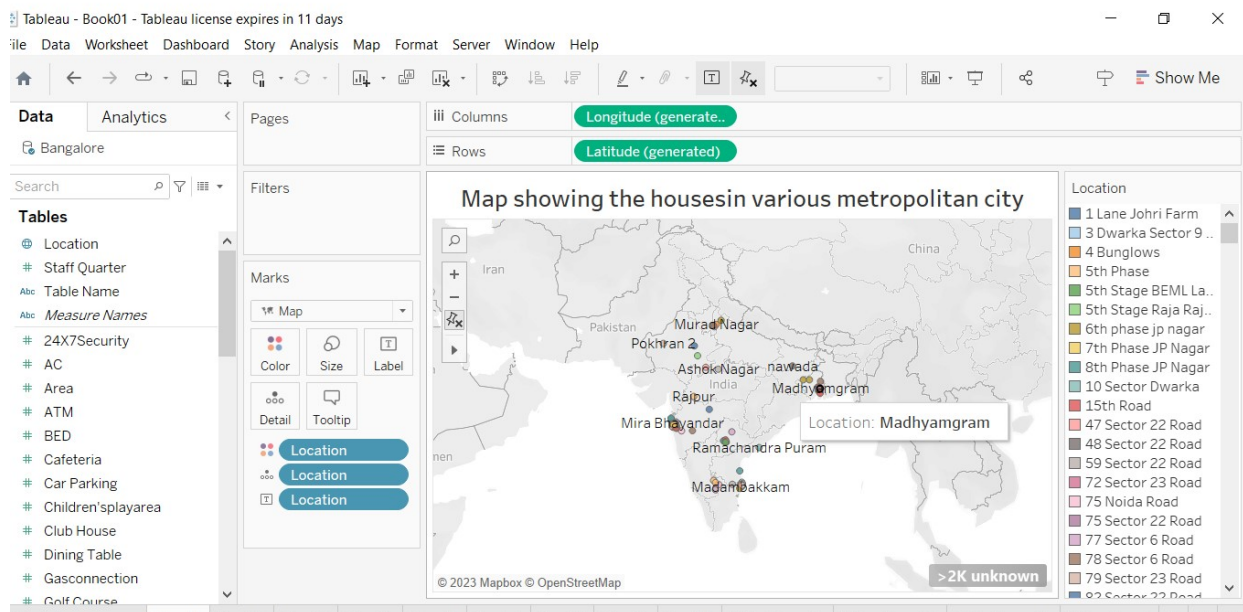 Tableau - Book01 - Tableau license expires in 11 days
File Data Worksheet Dashboard Story Analysis Map Format Server Window Help
Show Me
Data Analytics
Bangalore
Search
Tables
Location
Staff Quarter
Abc Table Name
Abc Measure Names
# 24X7Security
# AC
# Area
# ATM
# BED
# Cafeteria
# Car Parking
# Children'splayarea
# Club House
# Dining Table
# Gasconnection
# Golf Course
Pages
Filters
Marks
Map
Color Size Label
Detail Tooltip
Location
Location
Location
iii Columns Longitude (generate..
Rows Latitude (generated)
Map showing the housesin various metropolitan city
Iran
China
Pakistan
Murad Nagar
Pokhran 2
Ashok Nagar
nawada
India
Madhyamgram
Rajpur
Mira Bhayandar
Location: Madhyamgram
Ramachandra Puram
men
Madambakkam
© 2023 Mapbox © OpenStreetMap
>2K unknown
Location
1 Lane Johri Farm
3 Dwarka Sector 9 ..
4 Bunglows
5th Phase
5th Stage BEML La..
5th Stage Raja Raj..
6th phase jp nagar
7th Phase JP Nagar
8th Phase JP Nagar
10 Sector Dwarka
15th Road
47 Sector 22 Road
48 Sector 22 Road
59 Sector 22 Road
72 Sector 23 Road
75 Noida Road
75 Sector 22 Road
77 Sector 6 Road
78 Sector 6 Road
79 Sector 23 Road